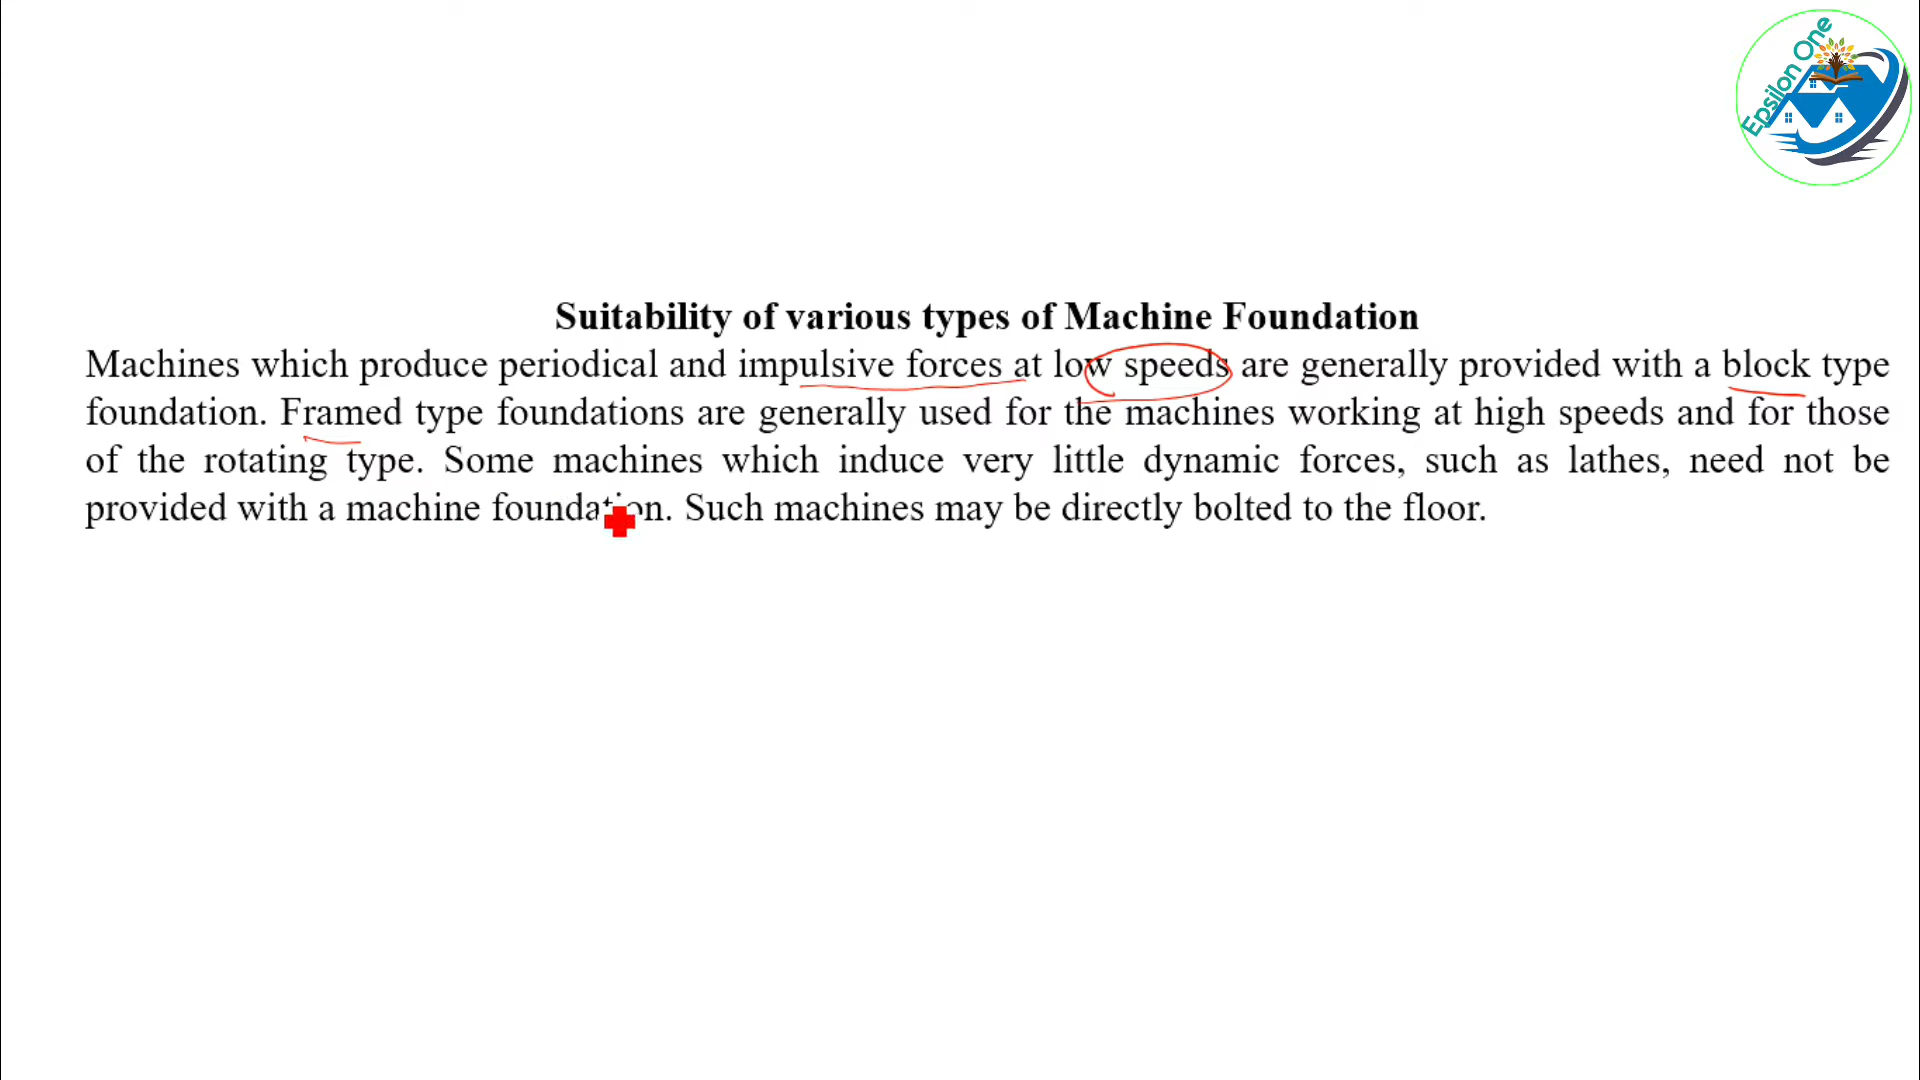 Epsilon One
Suitability of various types of Machine Foundation
Machines which produce periodical and impulsive forces at low speeds are generally provided with a block type
foundation. Framed type foundations are generally used for the machines working at high speeds and for those
of the rotating type. Some machines which induce very little dynamic forces, such as lathes, need not be
provided with a machine foundation. Such machines may be directly bolted to the floor.